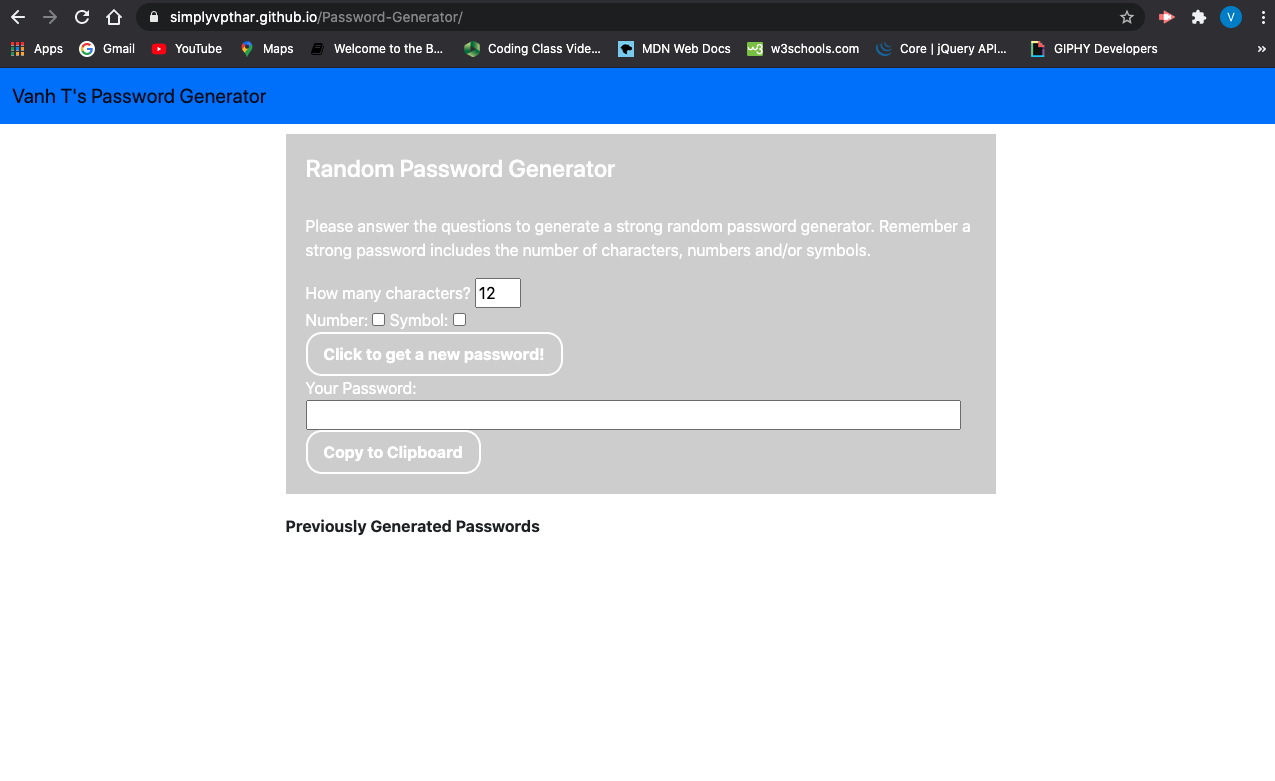 simplyvpthar.github.io/Password-Generator/
V
Apps Gmail YouTube Maps Welcome to the B... Coding Class Vide... MDN Web Docs w3schools.com Core | jQuery API... GIPHY Developers »
Vanh T's Password Generator
Random Password Generator
Please answer the questions to generate a strong random password generator. Remember a
strong password includes the number of characters, numbers and/or symbols.
How many characters? 12
Number: Symbol:
Click to get a new password!
Your Password:
Copy to Clipboard
Previously Generated Passwords